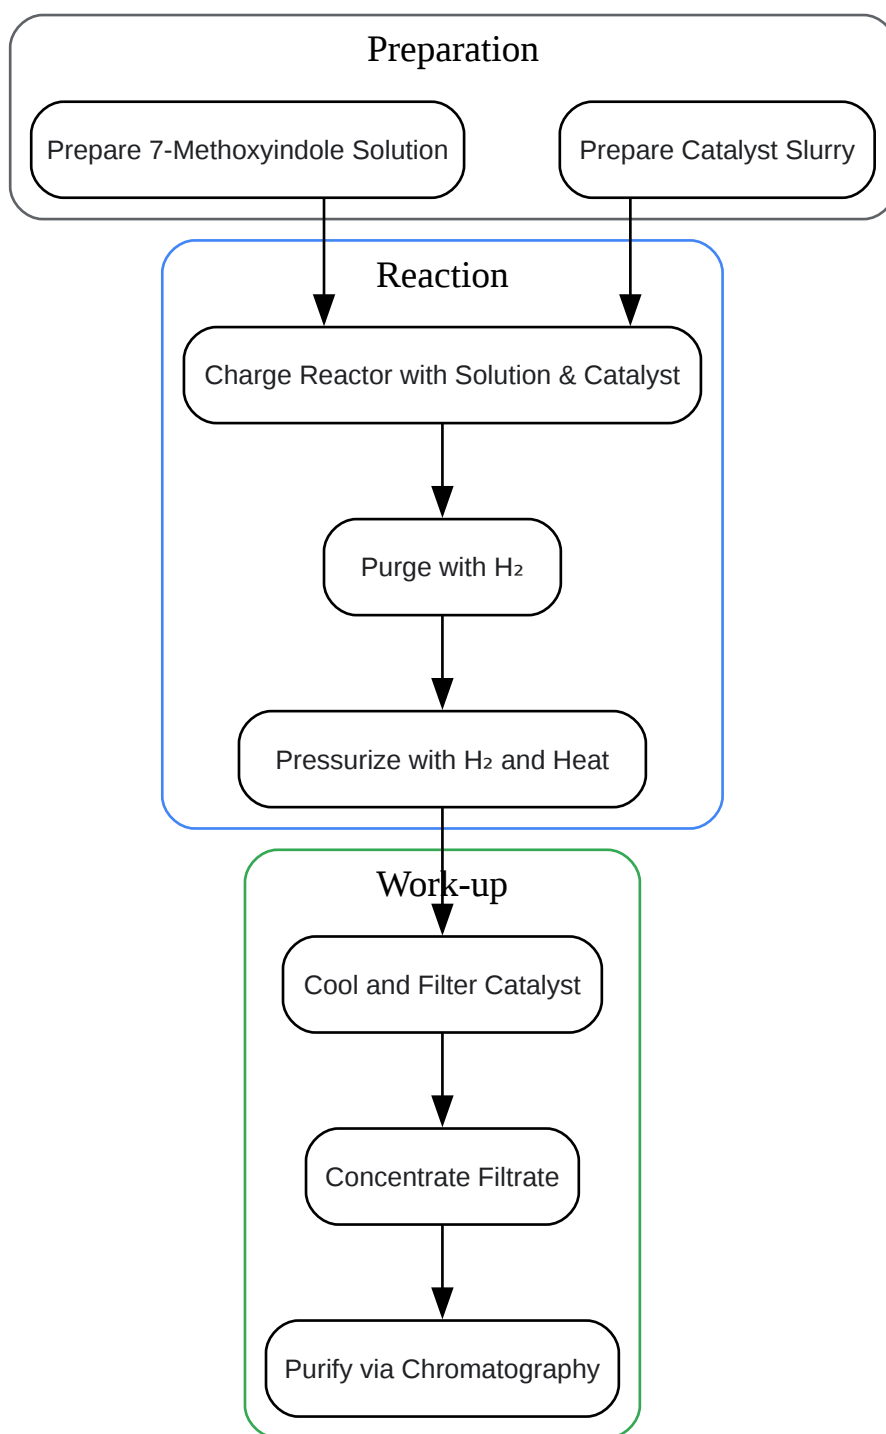 Preparation
Prepare 7-Methoxyindole Solution
Prepare Catalyst Slurry
Reaction
Charge Reactor with Solution & Catalyst
Purge with H₂
Pressurize with H₂ and Heat
Work-up
Cool and Filter Catalyst
Concentrate Filtrate
Purify via Chromatography